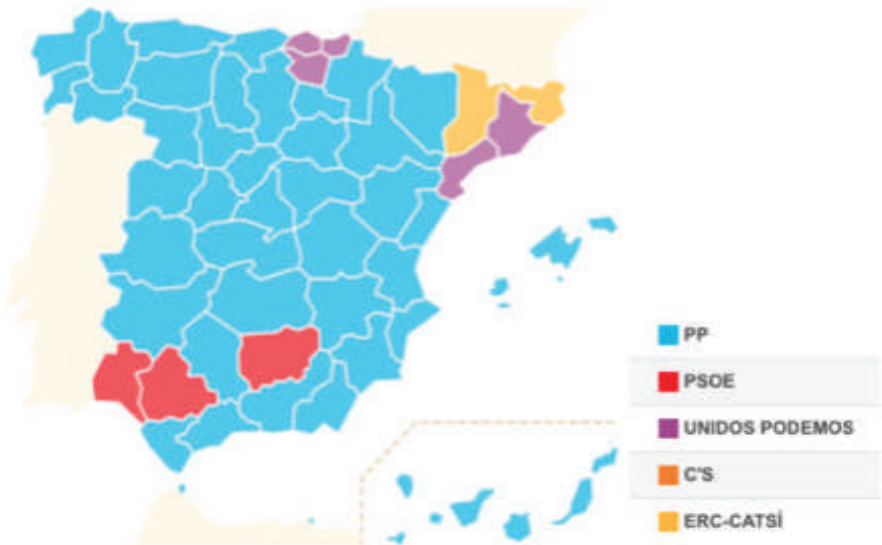 PP
PSOE
UNIDOS PODEMOS
C'S
ERC-CATSÍ